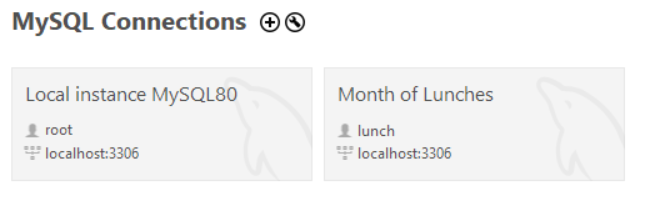 MySQL Connections
Local instance MySQL80
root
localhost:3306
Month of Lunches
lunch
localhost:3306